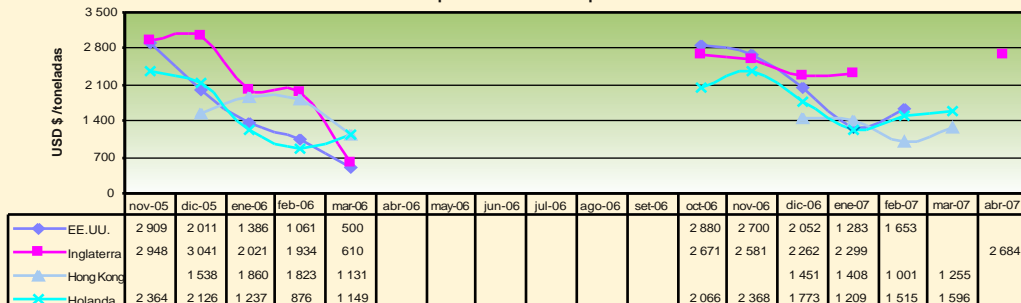 3 500
2 800
2 100
1 400
700
0
USD $ /toneladas
nov-05 dic-05 ene-06 feb-06 mar-06 abr-06 may-06 jun-06 jul-06 ago-06 set-06 oct-06 nov-06 dic-06 ene-07 feb-07 mar-07 abr-07
EE.UU. 2 909 2 011 1 386 1 061 500 2 880 2 700 2 052 1 283 1 653
Inglaterra 2 948 3 041 2 021 1 934 610 2 671 2 581 2 262 2 299 2 684
Hong Kong 1 538 1 860 1 823 1 131 1 451 1 408 1 001 1 255
Holanda 2 364 2 126 1 237 876 1 149 2 066 2 368 1 773 1 209 1 515 1 596